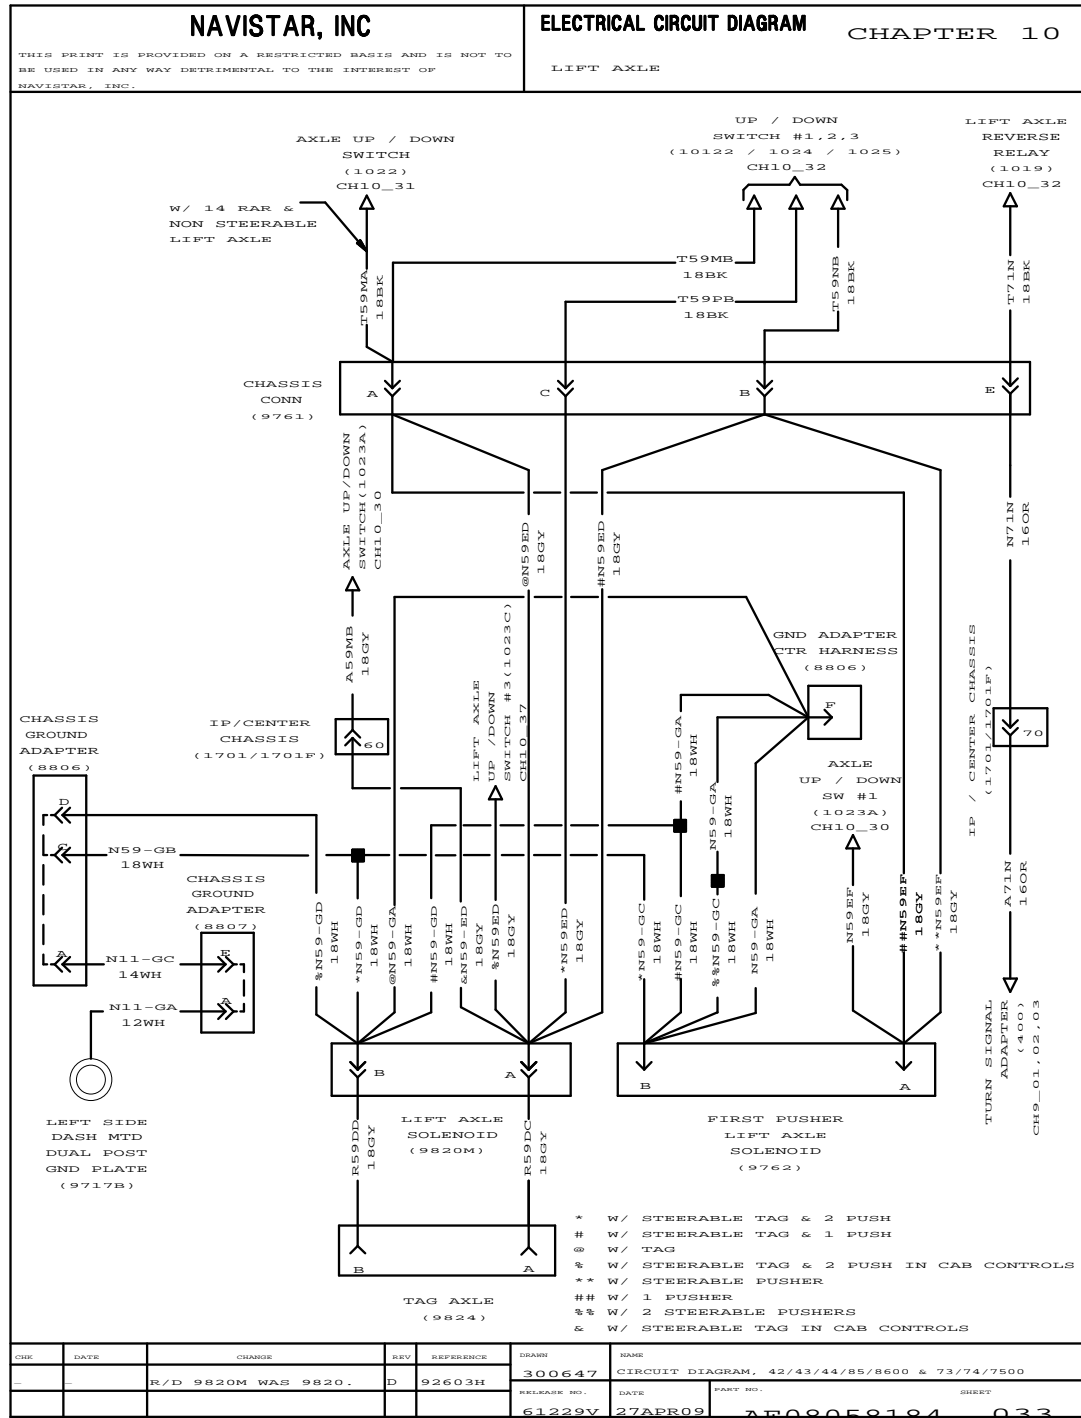 NAVISTAR, INC
THIS PRINT IS PROVIDED ON A RESTRICTED BASIS AND IS NOT TO
BE USED IN ANY WAY DETRIMENTAL TO THE INTEREST OF
NAVISTAR, INC.
ELECTRICAL CIRCUIT DIAGRAM
CHAPTER 10
LIFT AXLE
AXLE UP / DOWN
SWITCH
(1022)
CH10_31
UP / DOWN
SWITCH #1,2,3
(10122 / 1024 / 1025)
CH10_32
LIFT AXLE
REVERSE
RELAY
(1019)
CH10_32
W/ 14 RAR &
NON STEERABLE
LIFT AXLE
T59MA
18BK
T59MB
18BK
T59PB
18BK
T59NB
18BK
T71N
18BK
CHASSIS
CONN
(9761)
A
C
B
E
AXLE UP/DOWN
SWITCH(1023A)
CH10_30
@N59ED
18GY
#N59ED
18GY
N71N
16OR
A59MB
18GY
LIFT AXLE
UP /DOWN
SWITCH #3(1023C)
CH10_37
GND ADAPTER
CTR HARNESS
(8806)
F
IP / CENTER CHASSIS
(1701/1701F)
70
CHASSIS
GROUND
ADAPTER
(8806)
IP/CENTER
CHASSIS
(1701/1701F)
60
#N59-GA
18WH
N59-GA
18WH
AXLE
UP / DOWN
SW #1
(1023A)
CH10_30
D
C
A
N59-GB
18WH
CHASSIS
GROUND
ADAPTER
(8807)
E
A
N11-GC
14WH
N11-GA
12WH
%N59-GD
18WH
*N59-GD
18WH
@N59-GA
18WH
#N59-GD
18WH
&N59-ED
18GY
%N59ED
18GY
*N59ED
18GY
*N59-GC
18WH
#N59-GC
18WH
%%N59-GC
18WH
N59-GA
18WH
N59EF
18GY
##N59EF
18GY
**N59EF
18GY
A71N
16OR
TURN SIGNAL
ADAPTER
(400)
CH9_01,02,03
B
A
B
A
LEFT SIDE
DASH MTD
DUAL POST
GND PLATE
(9717B)
R59DD
18GY
LIFT AXLE
SOLENOID
(9820M)
R59DC
18GY
FIRST PUSHER
LIFT AXLE
SOLENOID
(9762)
B
A
TAG AXLE
(9824)
* W/ STEERABLE TAG & 2 PUSH
# W/ STEERABLE TAG & 1 PUSH
@ W/ TAG
% W/ STEERABLE TAG & 2 PUSH IN CAB CONTROLS
** W/ STEERABLE PUSHER
## W/ 1 PUSHER
%% W/ 2 STEERABLE PUSHERS
& W/ STEERABLE TAG IN CAB CONTROLS
CHK DATE CHANGE REV REFERENCE
- - R/D 9820M WAS 9820. D 92603H
DRAWN
300647
NAME
CIRCUIT DIAGRAM, 42/43/44/85/8600 & 73/74/7500
RELEASE NO.
61229V
DATE
27APR09
PART NO.
AF08058184
SHEET
033